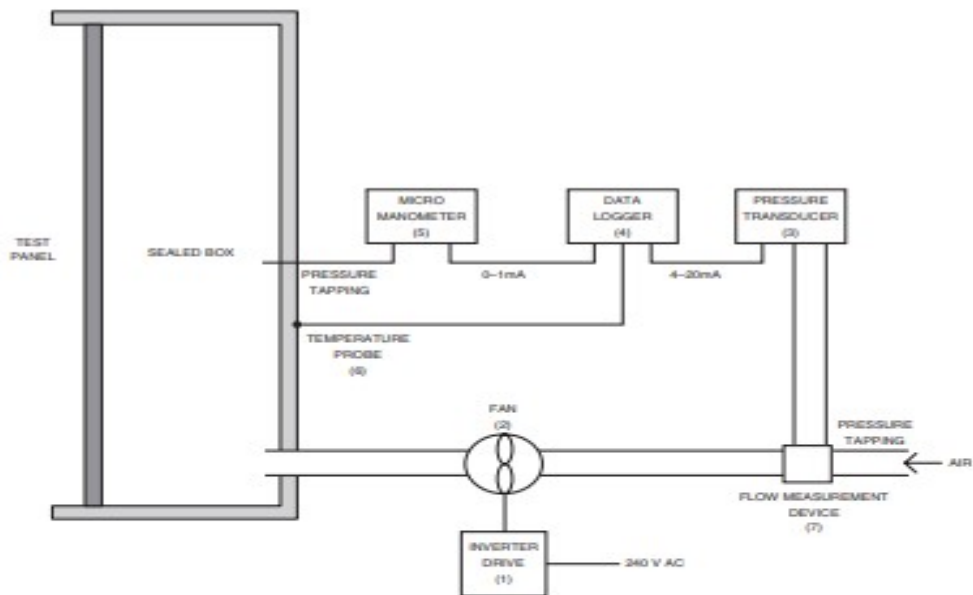 MICRO
MANOMETER
(5)
DATA
LOGGER
(4)
PRESSURE
TRANSDUCER
(3)
TEST
PANEL
SEALED BOX
PRESSURE
TAPPING
0–1mA
4–20mA
TEMPERATURE
PROBE
(6)
FAN
(2)
PRESSURE
TAPPING
AIR
FLOW MEASUREMENT
DEVICE
(7)
INVERTER
DRIVE
(1)
240 V AC